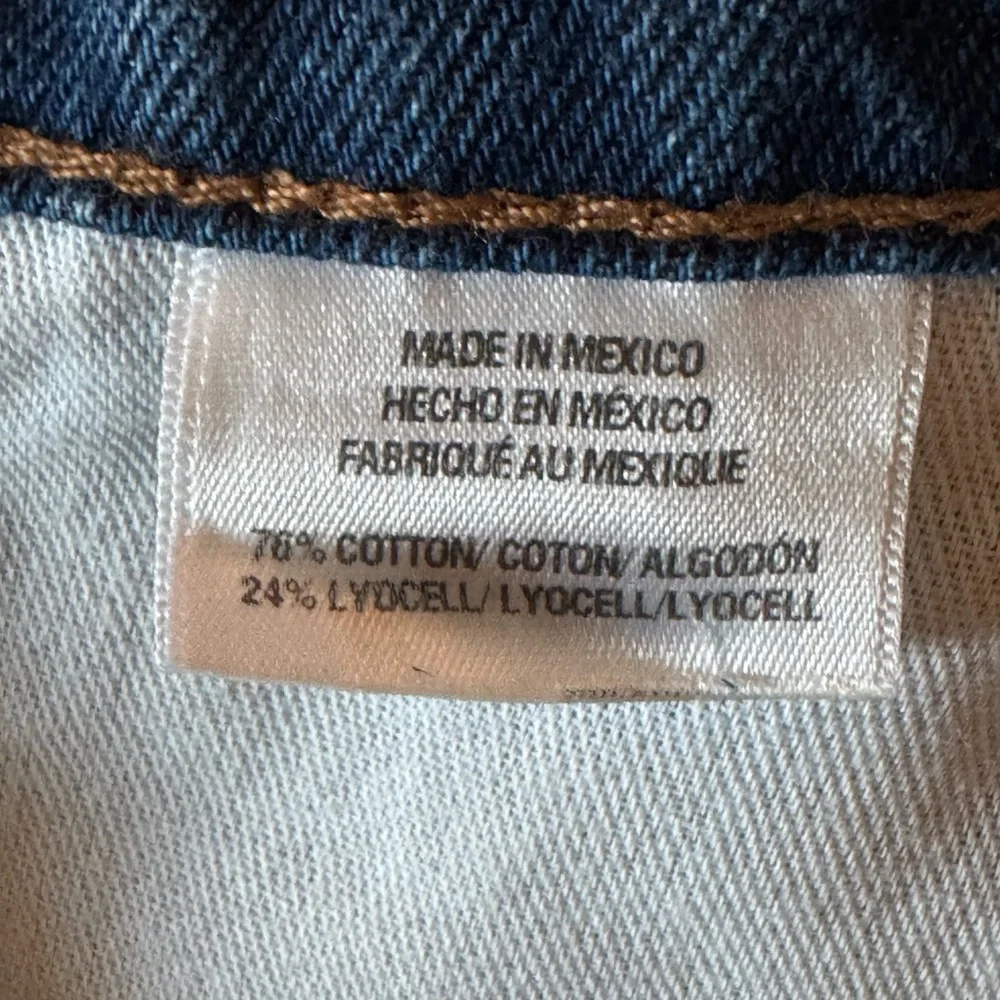 MADE IN MEXICO
HECHO EN MÉXICO
FABRIQUÉ AU MEXIQUE
76% COTTON/ COTON/ ALGODÓN
24% LYOCELL/ LYOCELL/LYOCELL